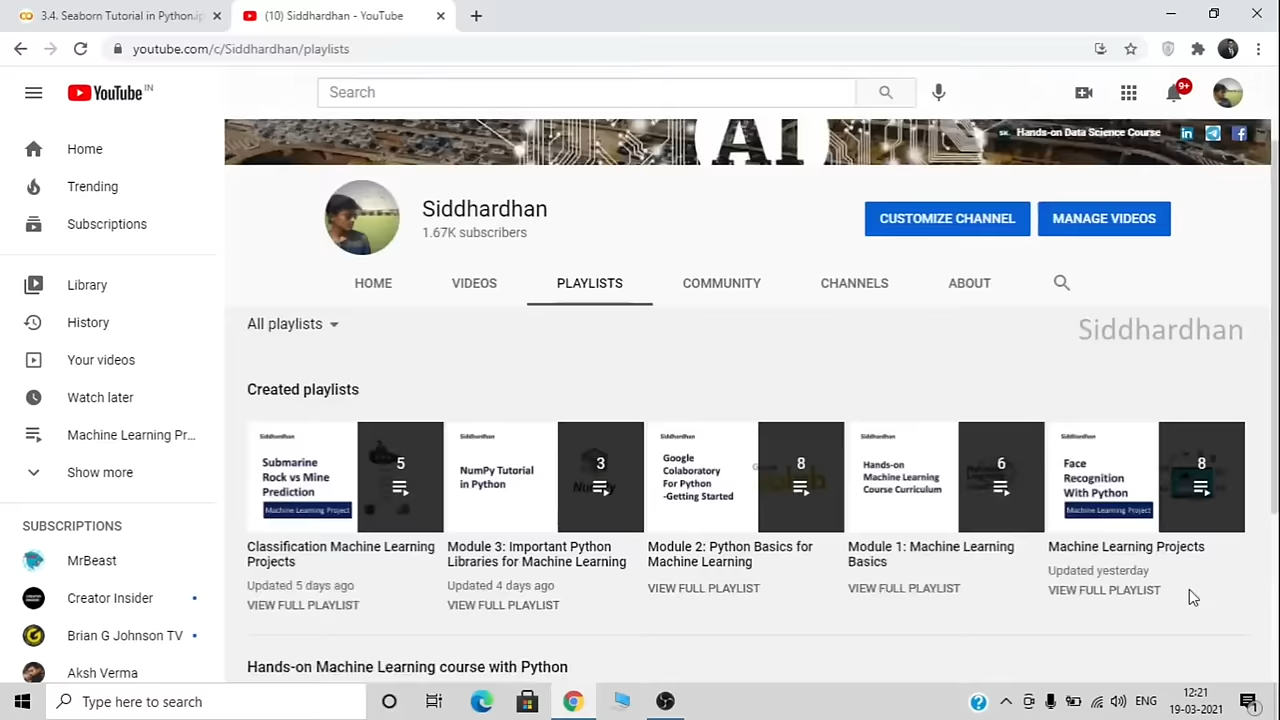 3.4. Seaborn Tutorial in Python.ip
(10) Siddhardhan - YouTube
youtube.com/c/Siddhardhan/playlists
YouTube IN
Search
9+
Home
Trending
Subscriptions
Library
History
Your videos
Watch later
Machine Learning Pr...
Show more
SUBSCRIPTIONS
MrBeast
Creator Insider
Brian G Johnson TV
Aksh Verma
AI
Hands-on Data Science Course
Siddhardhan
1.67K subscribers
CUSTOMIZE CHANNEL
MANAGE VIDEOS
HOME
VIDEOS
PLAYLISTS
COMMUNITY
CHANNELS
ABOUT
All playlists
Siddhardhan
Created playlists
Siddhardhan
Submarine
Rock vs Mine
Prediction
Machine Learning Project
5
Classification Machine Learning
Projects
Updated 5 days ago
VIEW FULL PLAYLIST
Siddhardhan
NumPy Tutorial
in Python
3
Module 3: Important Python
Libraries for Machine Learning
Updated 4 days ago
VIEW FULL PLAYLIST
Siddhardhan
Google
Colaboratory
For Python
-Getting Started
8
Module 2: Python Basics for
Machine Learning
VIEW FULL PLAYLIST
Siddhardhan
Hands-on
Machine Learning
Course Curriculum
6
Module 1: Machine Learning
Basics
VIEW FULL PLAYLIST
Siddhardhan
Face
Recognition
With Python
Machine Learning Project
8
Machine Learning Projects
Updated yesterday
VIEW FULL PLAYLIST
Hands-on Machine Learning course with Python
Type here to search
ENG
12:21
19-03-2021
1